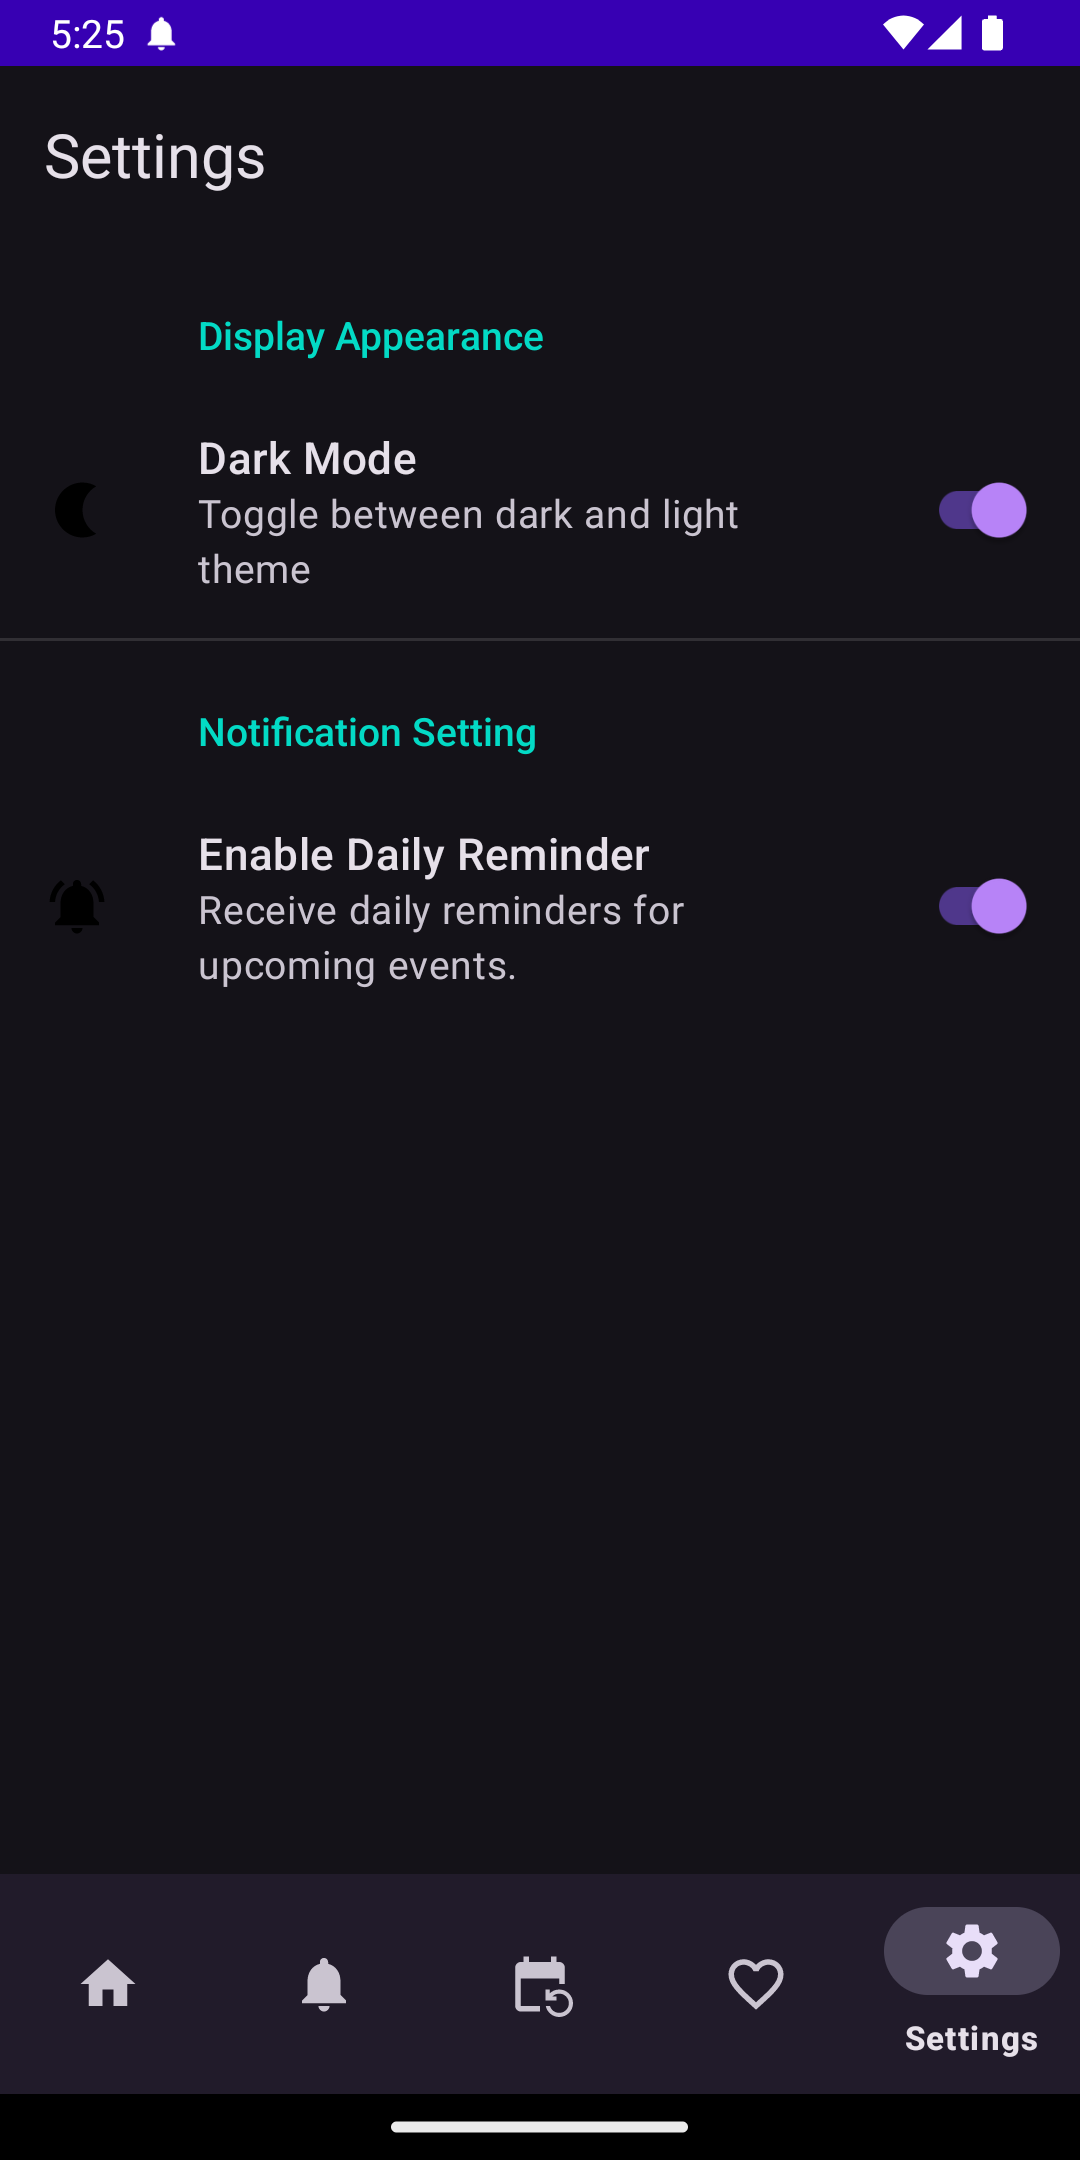 5:25
Settings
Display Appearance
Dark Mode
Toggle between dark and light
theme
Notification Setting
Enable Daily Reminder
Receive daily reminders for
upcoming events.
Settings